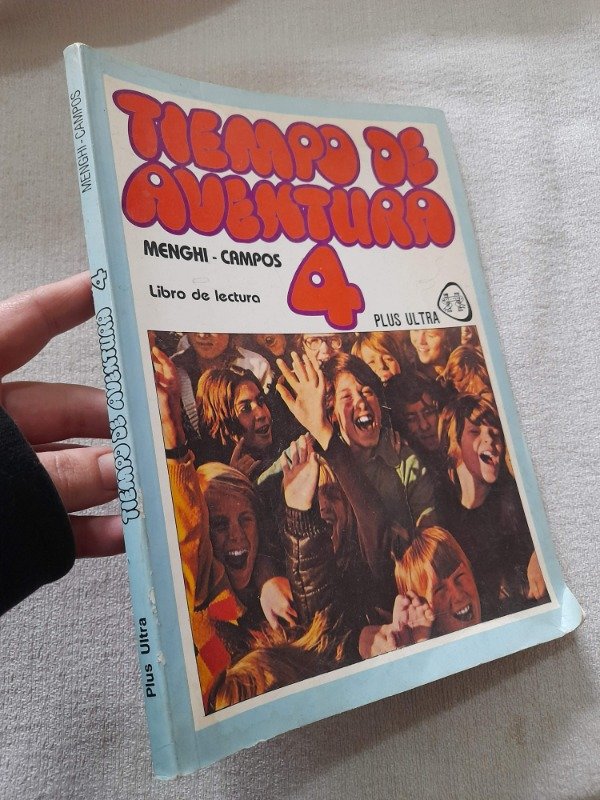 TIEMPO DE
AVENTURA
MENGHI - CAMPOS
4
Libro de lectura
PLUS ULTRA
MENGHI - CAMPOS
TIEMPO DE AVENTURA 4
Plus Ultra